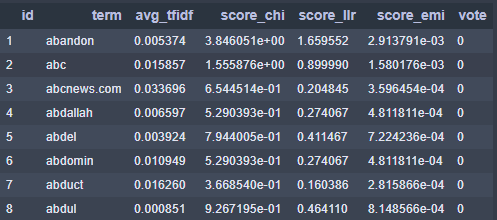 id term avg_tfidf score_chi score_llr score_emi vote
1 abandon 0.005374 3.846051e+00 1.659552 2.913791e-03 0
2 abc 0.015857 1.555876e+00 0.899990 1.580176e-03 0
3 abcnews.com 0.033696 6.544514e-01 0.204845 3.596454e-04 0
4 abdallah 0.006597 5.290393e-01 0.274067 4.811811e-04 0
5 abdel 0.003924 7.944005e-01 0.411467 7.224236e-04 0
6 abdomin 0.010949 5.290393e-01 0.274067 4.811811e-04 0
7 abduct 0.016260 3.668540e-01 0.160386 2.815866e-04 0
8 abdul 0.000851 9.267195e-01 0.464110 8.148566e-04 0